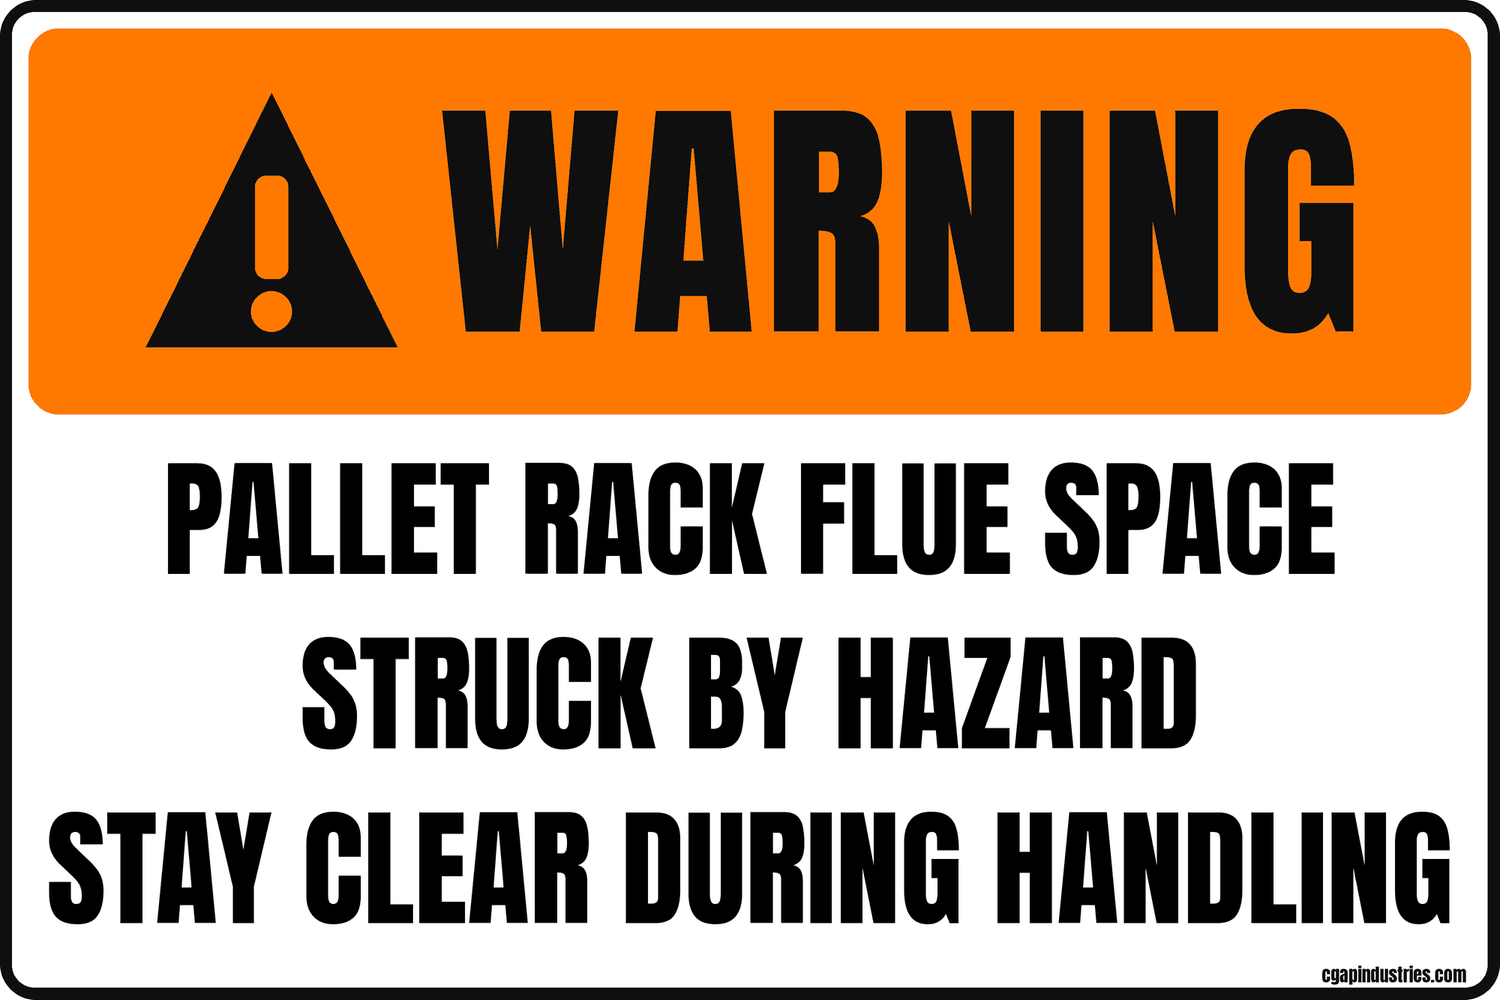 WARNING
PALLET RACK FLUE SPACE
STRUCK BY HAZARD
STAY CLEAR DURING HANDLING
cgapindustries.com